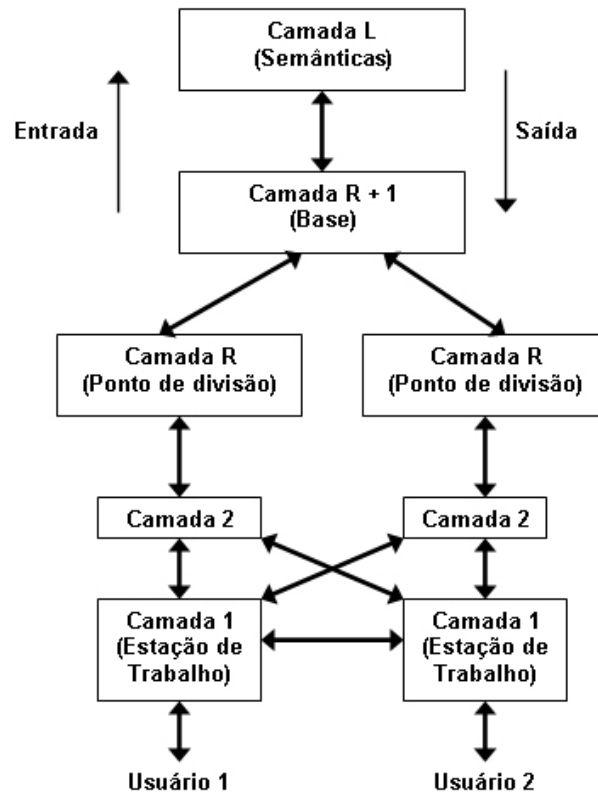 Camada L
(Semânticas)
Entrada
Saída
Camada R + 1
(Base)
Camada R
(Ponto de divisão)
Camada R
(Ponto de divisão)
Camada 2
Camada 2
Camada 1
(Estação de
Trabalho)
Camada 1
(Estação de
Trabalho)
Usuário 1
Usuário 2